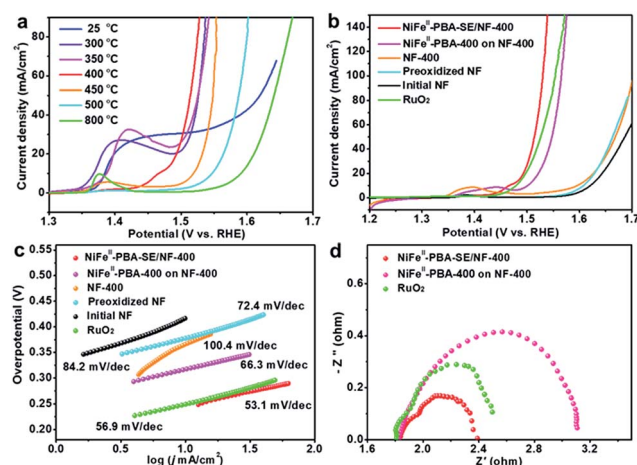 a
Current density (mA/cm²)
80
60
40
20
0
25 °C
300 °C
350 °C
400 °C
450 °C
500 °C
800 °C
1.3 1.4 1.5 1.6 1.7
Potential (V vs. RHE)
b
Current density (mA/cm²)
140
120
100
80
60
40
20
0
NiFeᴵᴵ-PBA-SE/NF-400
NiFeᴵᴵ-PBA-400 on NF-400
NF-400
Preoxidized NF
Initial NF
RuO₂
1.2 1.3 1.4 1.5 1.6 1.7
Potential (V vs. RHE)
c
Overpotential (V)
0.55
0.50
0.45
0.40
0.35
0.30
0.25
0.20
NiFeᴵᴵ-PBA-SE/NF-400
NiFeᴵᴵ-PBA-400 on NF-400
NF-400
Preoxidized NF
Initial NF
RuO₂
72.4 mV/dec
100.4 mV/dec
84.2 mV/dec
66.3 mV/dec
53.1 mV/dec
56.9 mV/dec
0.0 0.5 1.0 1.5 2.0
log (j mA/cm²)
d
- Z '' (ohm)
0.8
0.4
0.0
NiFeᴵᴵ-PBA-SE/NF-400
NiFeᴵᴵ-PBA-400 on NF-400
RuO₂
2.0 2.5 3.0 3.5
Z' (ohm)